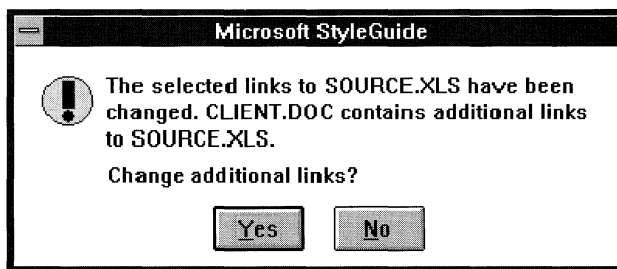 Microsoft StyleGuide
The selected links to SOURCE.XLS have been
changed. CLIENT.DOC contains additional links
to SOURCE.XLS.
Change additional links?
Yes No